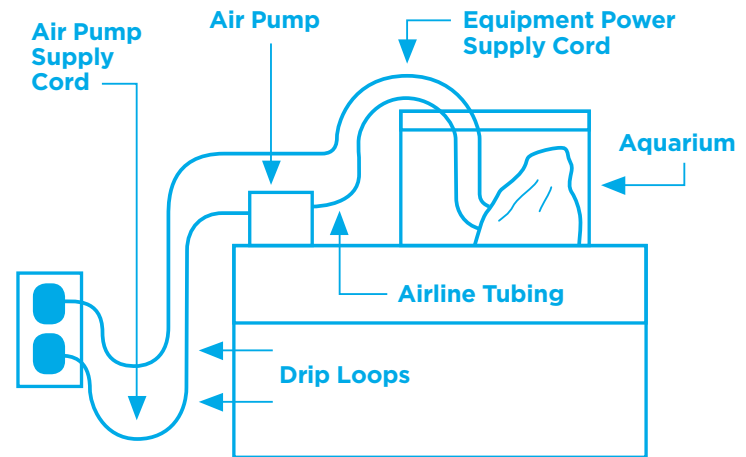 Air Pump
Supply
Cord
Air Pump
Equipment Power
Supply Cord
Aquarium
Airline Tubing
Drip Loops